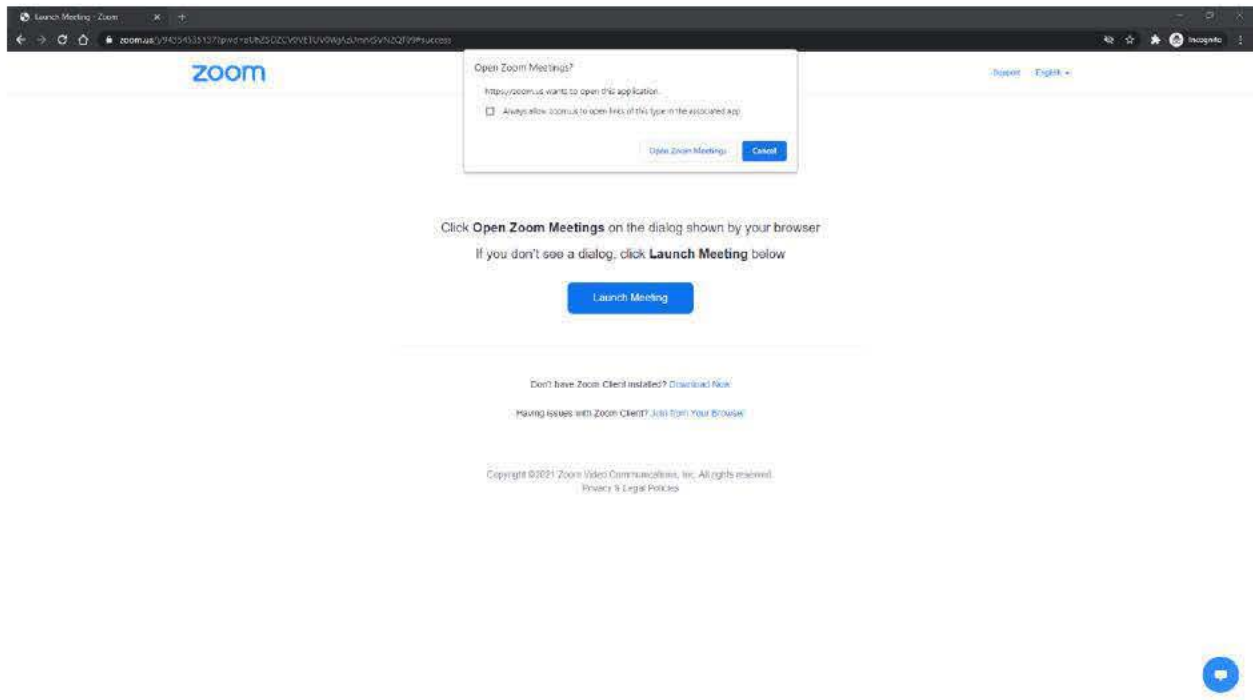 Launch Meeting - Zoom
zoom.us
Incognito
zoom
Support English
Open Zoom Meetings?
https://zoom.us wants to open this application.
Always allow zoom.us to open links of this type in the associated app
Open Zoom Meetings Cancel
Click Open Zoom Meetings on the dialog shown by your browser
If you don't see a dialog, click Launch Meeting below
Launch Meeting
Don't have Zoom Client installed? Download Now
Having issues with Zoom Client? Join from Your Browser
Copyright ©2021 Zoom Video Communications, Inc. All rights reserved.
Privacy & Legal Policies